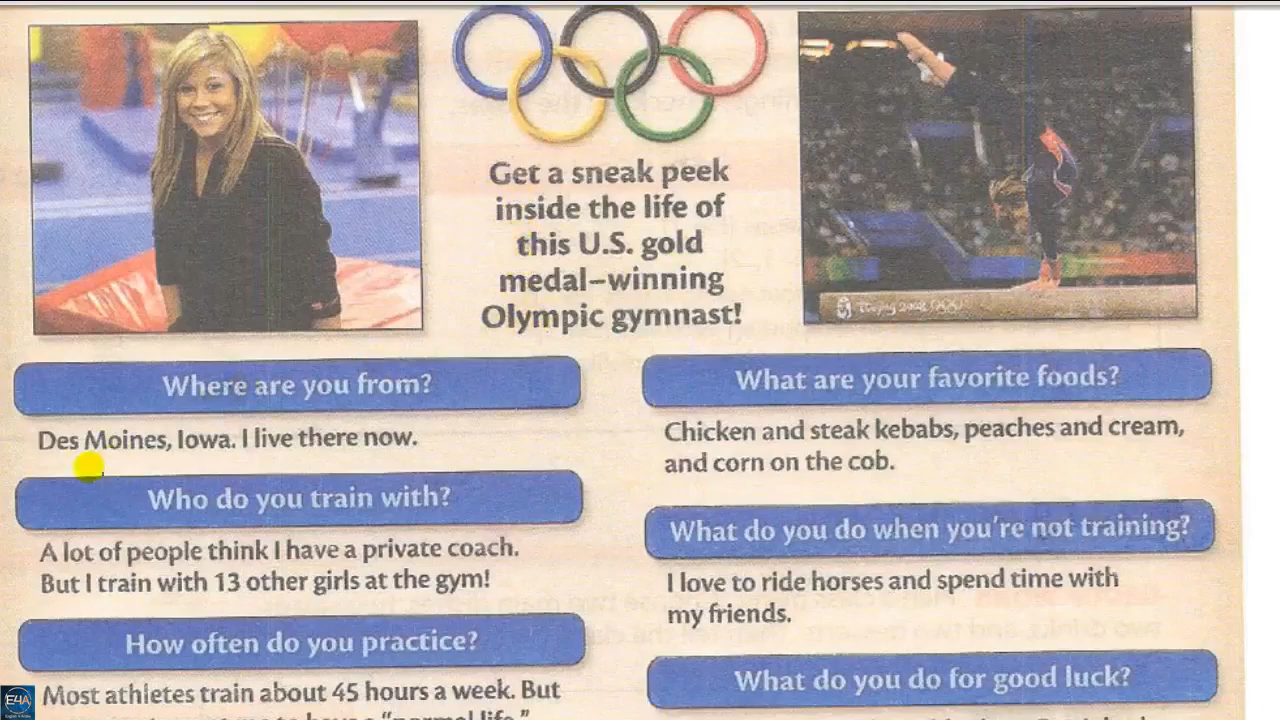 Get a sneak peek
inside the life of
this U.S. gold
medal–winning
Olympic gymnast!
Beijing 2008
Where are you from?
Des Moines, Iowa. I live there now.
Who do you train with?
A lot of people think I have a private coach.
But I train with 13 other girls at the gym!
How often do you practice?
Most athletes train about 45 hours a week. But
"normal life."
What are your favorite foods?
Chicken and steak kebabs, peaches and cream,
and corn on the cob.
What do you do when you're not training?
I love to ride horses and spend time with
my friends.
What do you do for good luck?
E4A